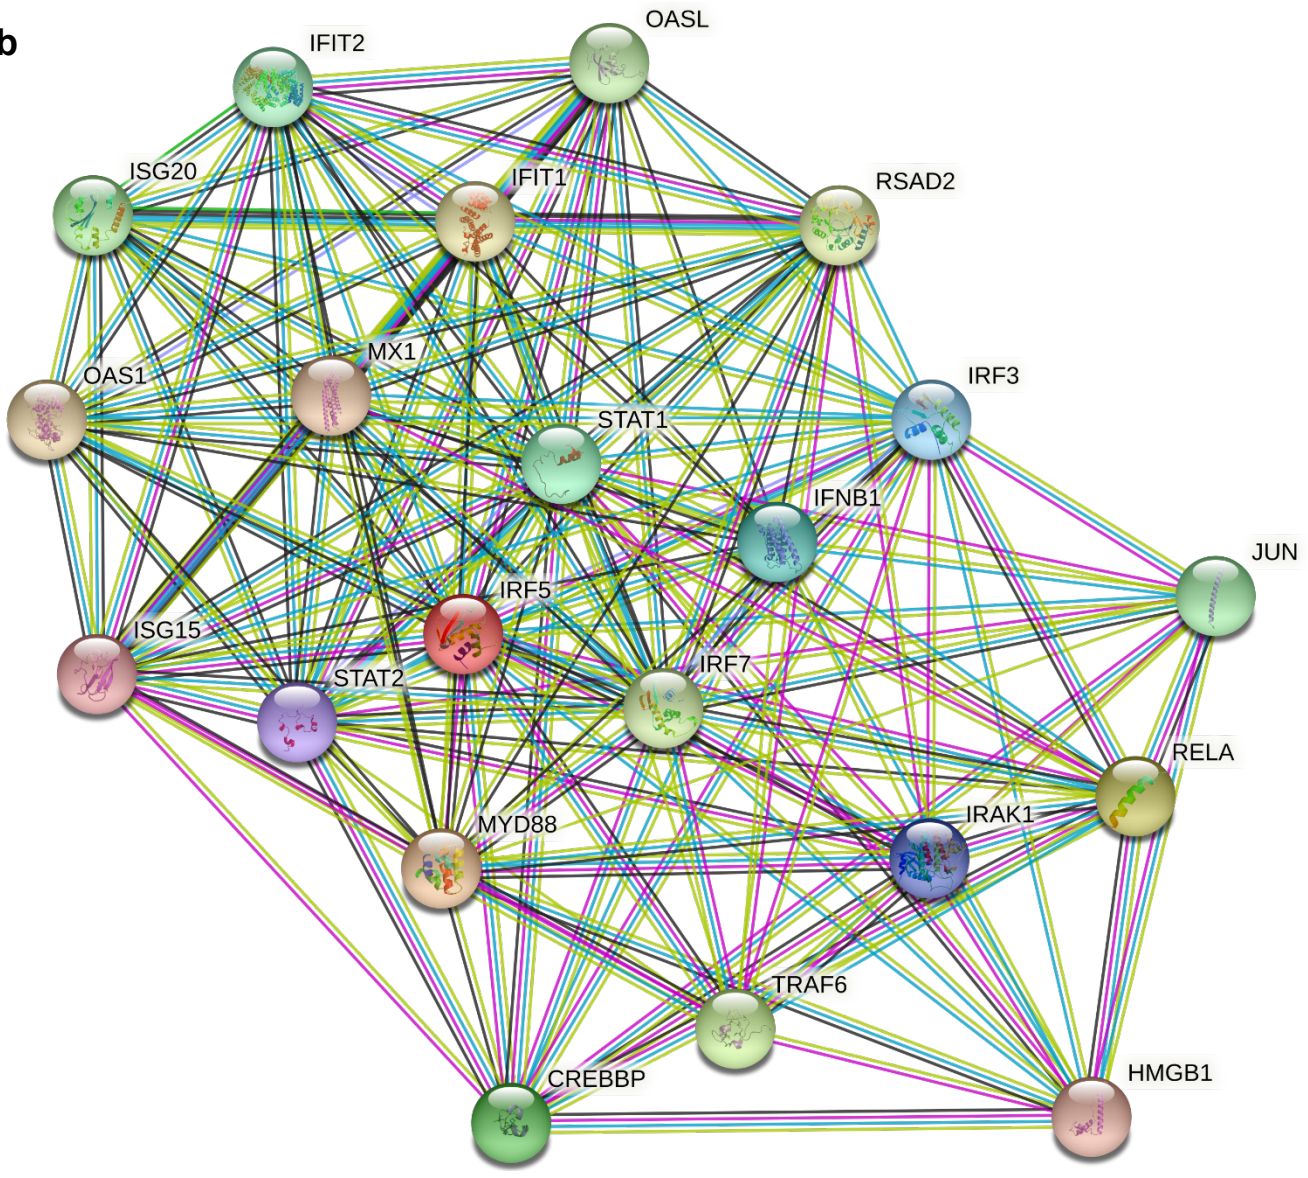 b
OASL
IFIT2
ISG20
IFIT1
RSAD2
MX1
OAS1
IRF3
STAT1
IFNB1
JUN
IRF5
ISG15
IRF7
STAT2
RELA
IRAK1
MYD88
TRAF6
HMGB1
CREBBP